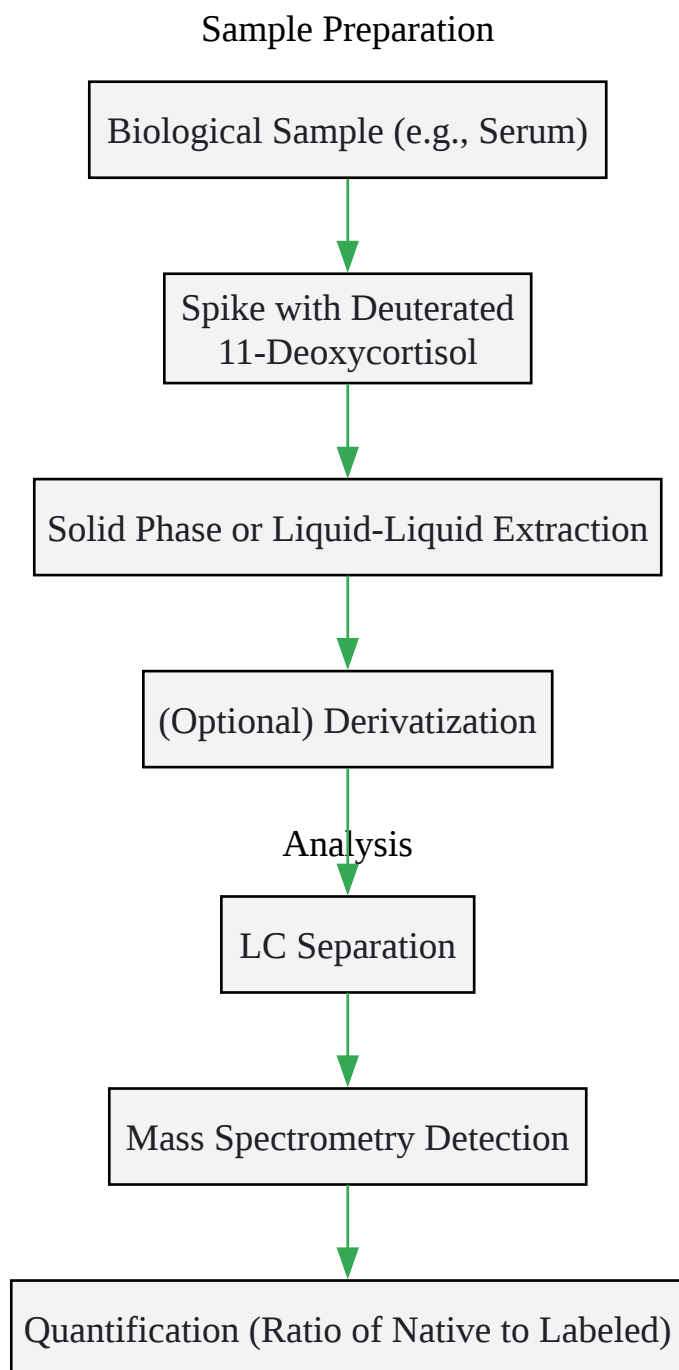 Sample Preparation
Biological Sample (e.g., Serum)
Spike with Deuterated
11-Deoxycortisol
Solid Phase or Liquid-Liquid Extraction
(Optional) Derivatization
Analysis
LC Separation
Mass Spectrometry Detection
Quantification (Ratio of Native to Labeled)